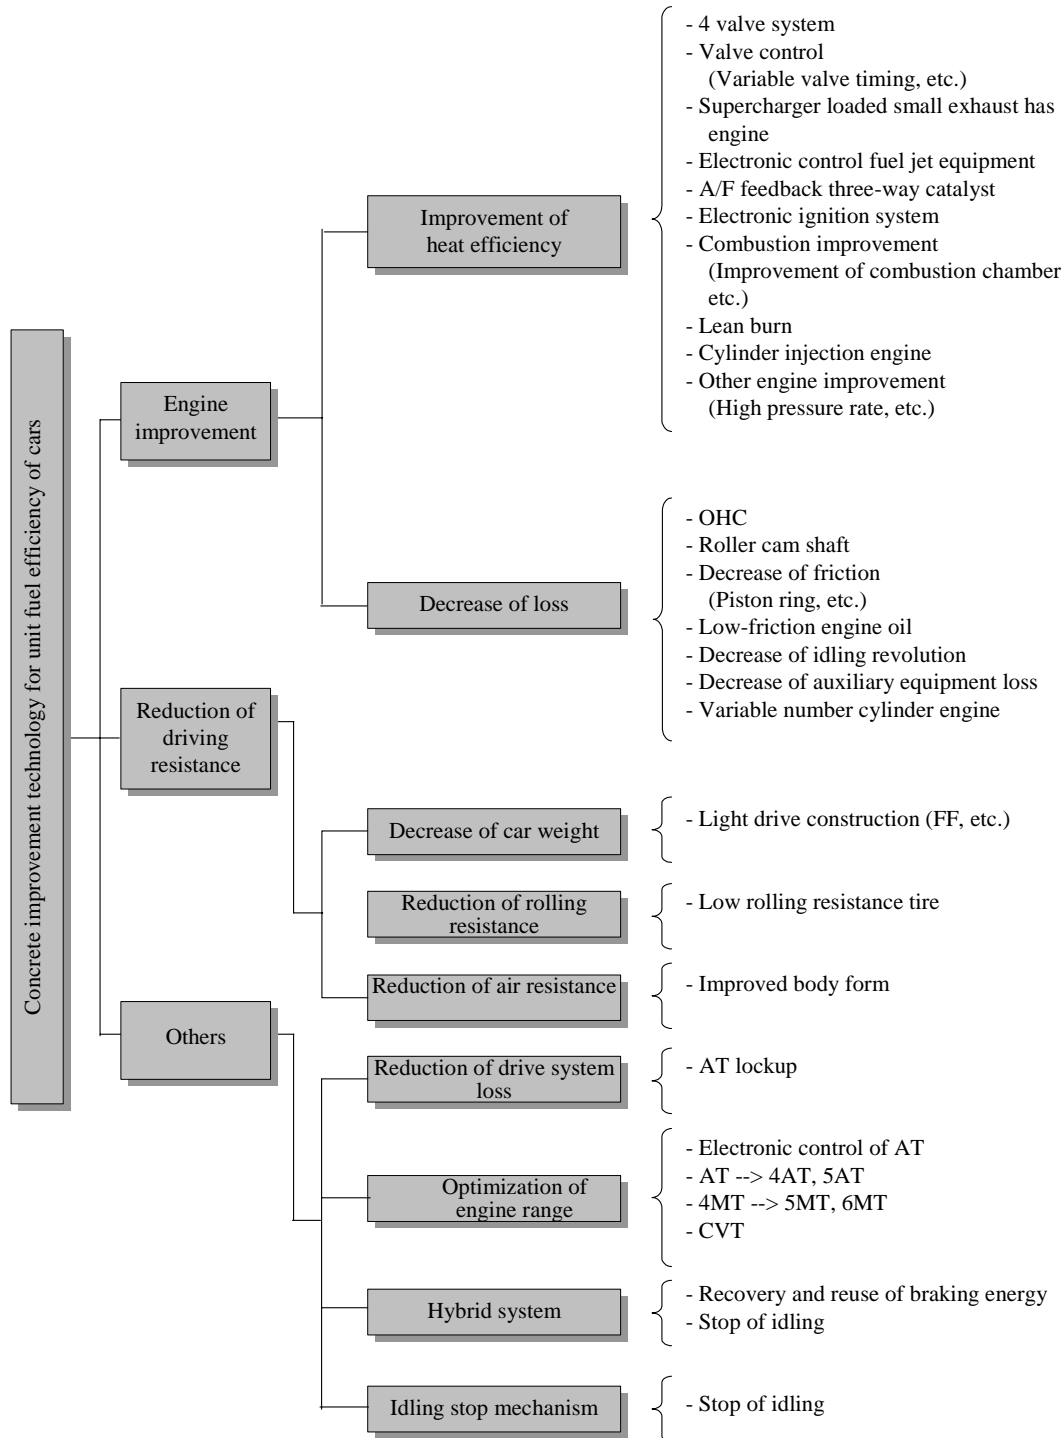 Concrete improvement technology for unit fuel efficiency of cars
Engine
improvement
Improvement of
heat efficiency
- 4 valve system
- Valve control
(Variable valve timing, etc.)
- Supercharger loaded small exhaust has
engine
- Electronic control fuel jet equipment
- A/F feedback three-way catalyst
- Electronic ignition system
- Combustion improvement
(Improvement of combustion chamber
etc.)
- Lean burn
- Cylinder injection engine
- Other engine improvement
(High pressure rate, etc.)
Decrease of loss
- OHC
- Roller cam shaft
- Decrease of friction
(Piston ring, etc.)
- Low-friction engine oil
- Decrease of idling revolution
- Decrease of auxiliary equipment loss
- Variable number cylinder engine
Reduction of
driving
resistance
Decrease of car weight
- Light drive construction (FF, etc.)
Reduction of rolling
resistance
- Low rolling resistance tire
Reduction of air resistance
- Improved body form
Others
Reduction of drive system
loss
- AT lockup
Optimization of
engine range
- Electronic control of AT
- AT --> 4AT, 5AT
- 4MT --> 5MT, 6MT
- CVT
Hybrid system
- Recovery and reuse of braking energy
- Stop of idling
Idling stop mechanism
- Stop of idling